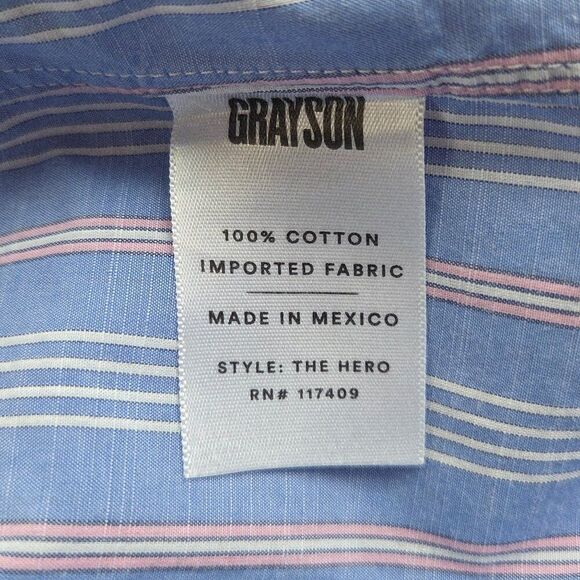 GRAYSON
100% COTTON
IMPORTED FABRIC
MADE IN MEXICO
STYLE: THE HERO
RN# 117409